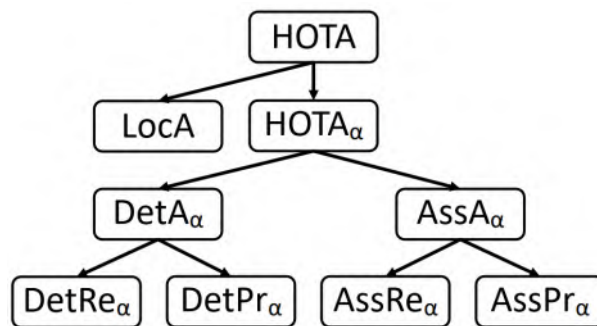 HOTA
LocA HOTAα
DetAα AssAα
DetReα DetPrα AssReα AssPrα